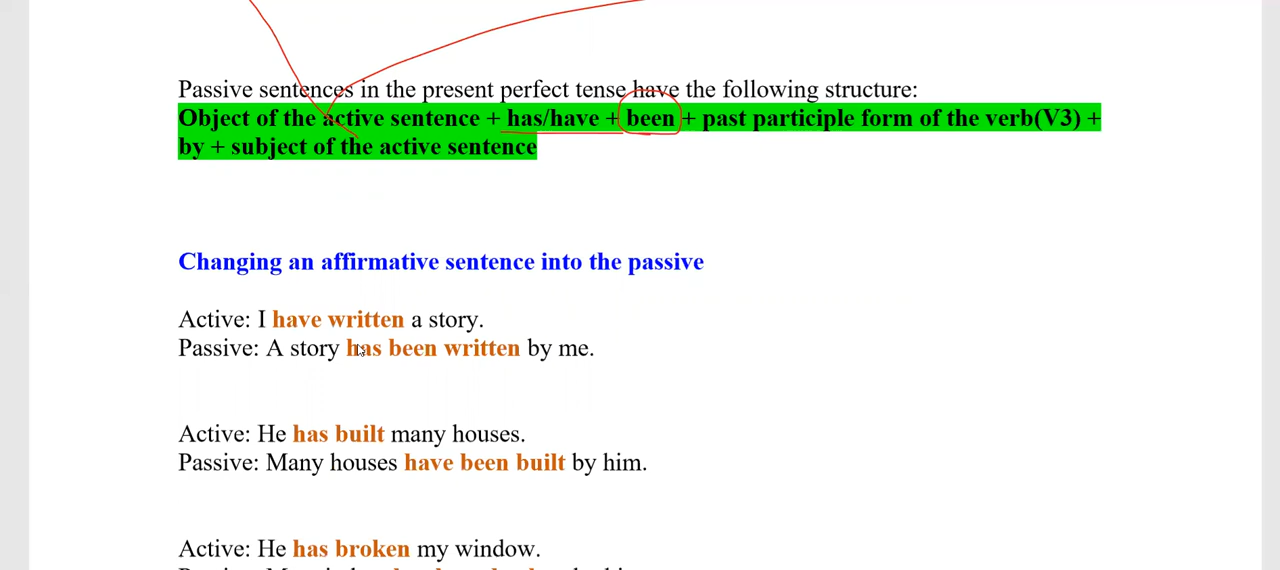 Passive sentences in the present perfect tense have the following structure:
Object of the active sentence + has/have + been + past participle form of the verb(V3) +
by + subject of the active sentence
Changing an affirmative sentence into the passive
Active: I have written a story.
Passive: A story has been written by me.
Active: He has built many houses.
Passive: Many houses have been built by him.
Active: He has broken my window.